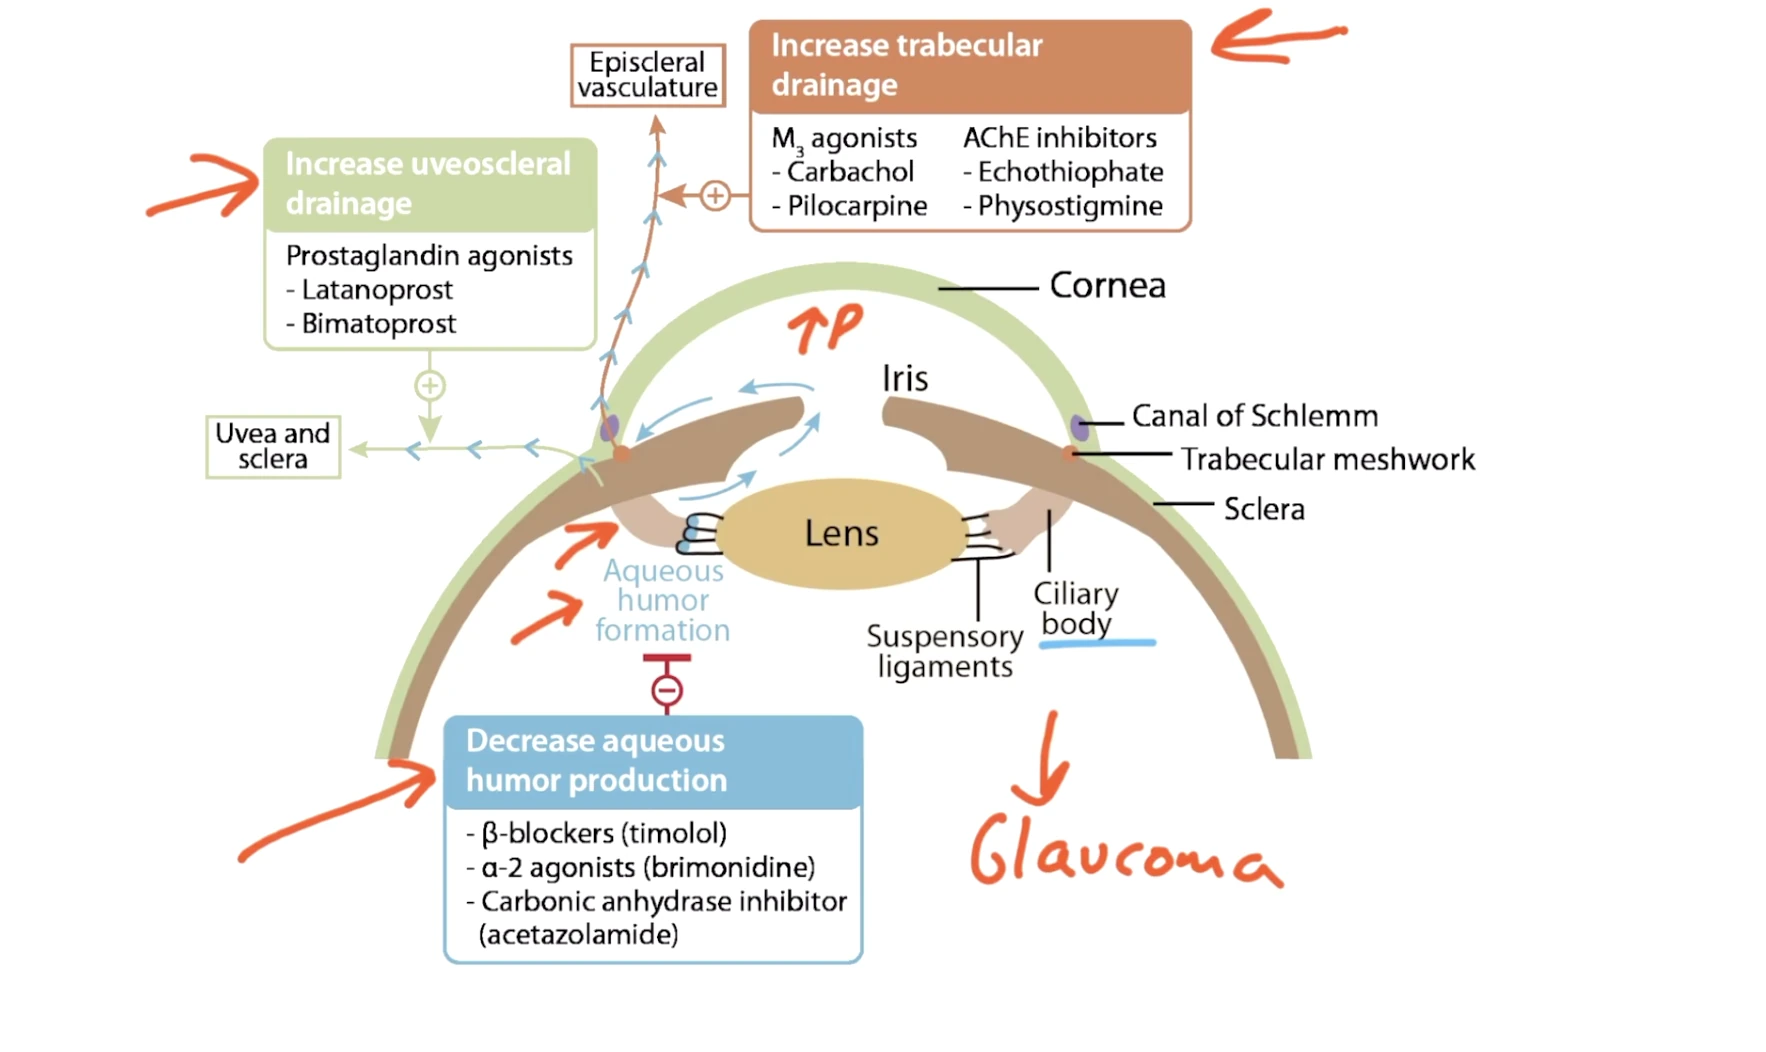 Episcleral
vasculature
Increase trabecular
drainage
M3 agonists
- Carbachol
- Pilocarpine
AChE inhibitors
- Echothiophate
- Physostigmine
Increase uveoscleral
drainage
Prostaglandin agonists
- Latanoprost
- Bimatoprost
+
+
Uvea and
sclera
Cornea
↑P
Iris
Canal of Schlemm
Trabecular meshwork
Sclera
Lens
Aqueous
humor
formation
Ciliary
body
Suspensory
ligaments
−
Decrease aqueous
humor production
- β-blockers (timolol)
- α-2 agonists (brimonidine)
- Carbonic anhydrase inhibitor
(acetazolamide)
Glaucoma